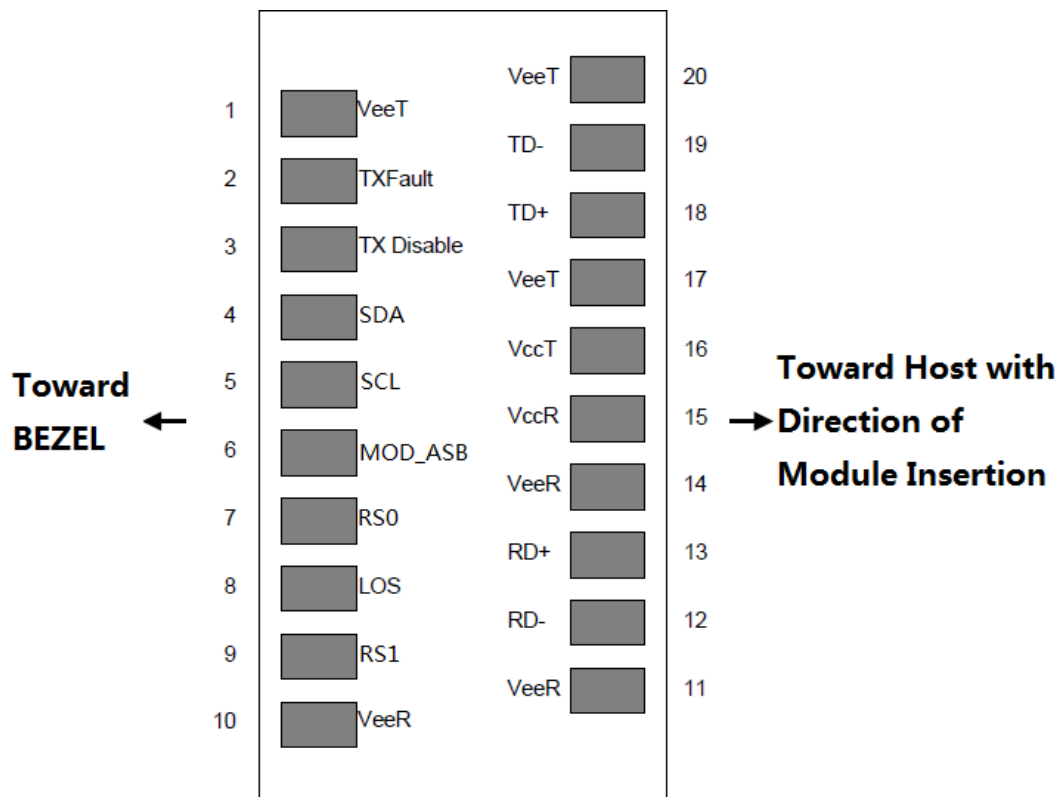 VeeT 20
1 VeeT
TD- 19
2 TXFault
TD+ 18
3 TX Disable
VeeT 17
4 SDA
VccT 16
5 SCL
Toward
BEZEL
VccR 15
Toward Host with
Direction of
Module Insertion
6 MOD_ASB
VeeR 14
7 RS0
RD+ 13
8 LOS
RD- 12
9 RS1
VeeR 11
10 VeeR